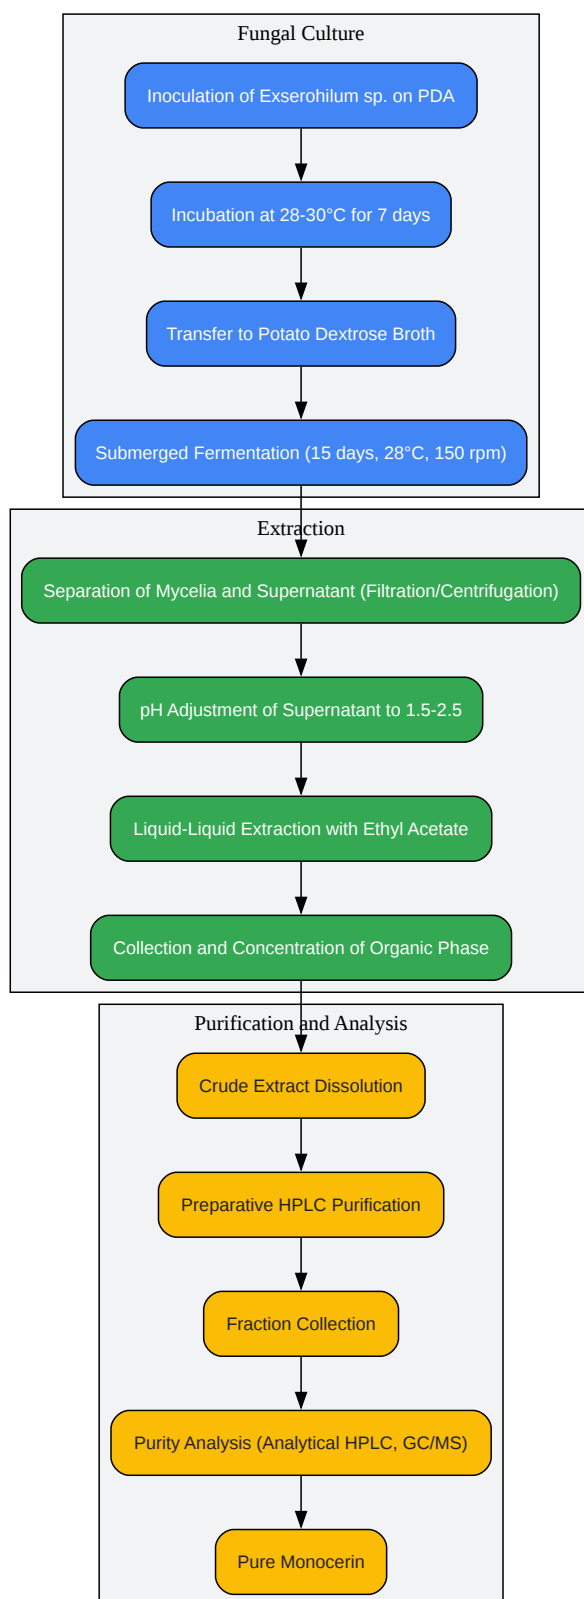 Fungal Culture
Inoculation of Exserohilum sp. on PDA
Incubation at 28-30°C for 7 days
Transfer to Potato Dextrose Broth
Submerged Fermentation (15 days, 28°C, 150 rpm)
Extraction
Separation of Mycelia and Supernatant (Filtration/Centrifugation)
pH Adjustment of Supernatant to 1.5-2.5
Liquid-Liquid Extraction with Ethyl Acetate
Collection and Concentration of Organic Phase
Purification and Analysis
Crude Extract Dissolution
Preparative HPLC Purification
Fraction Collection
Purity Analysis (Analytical HPLC, GC/MS)
Pure Monocerin